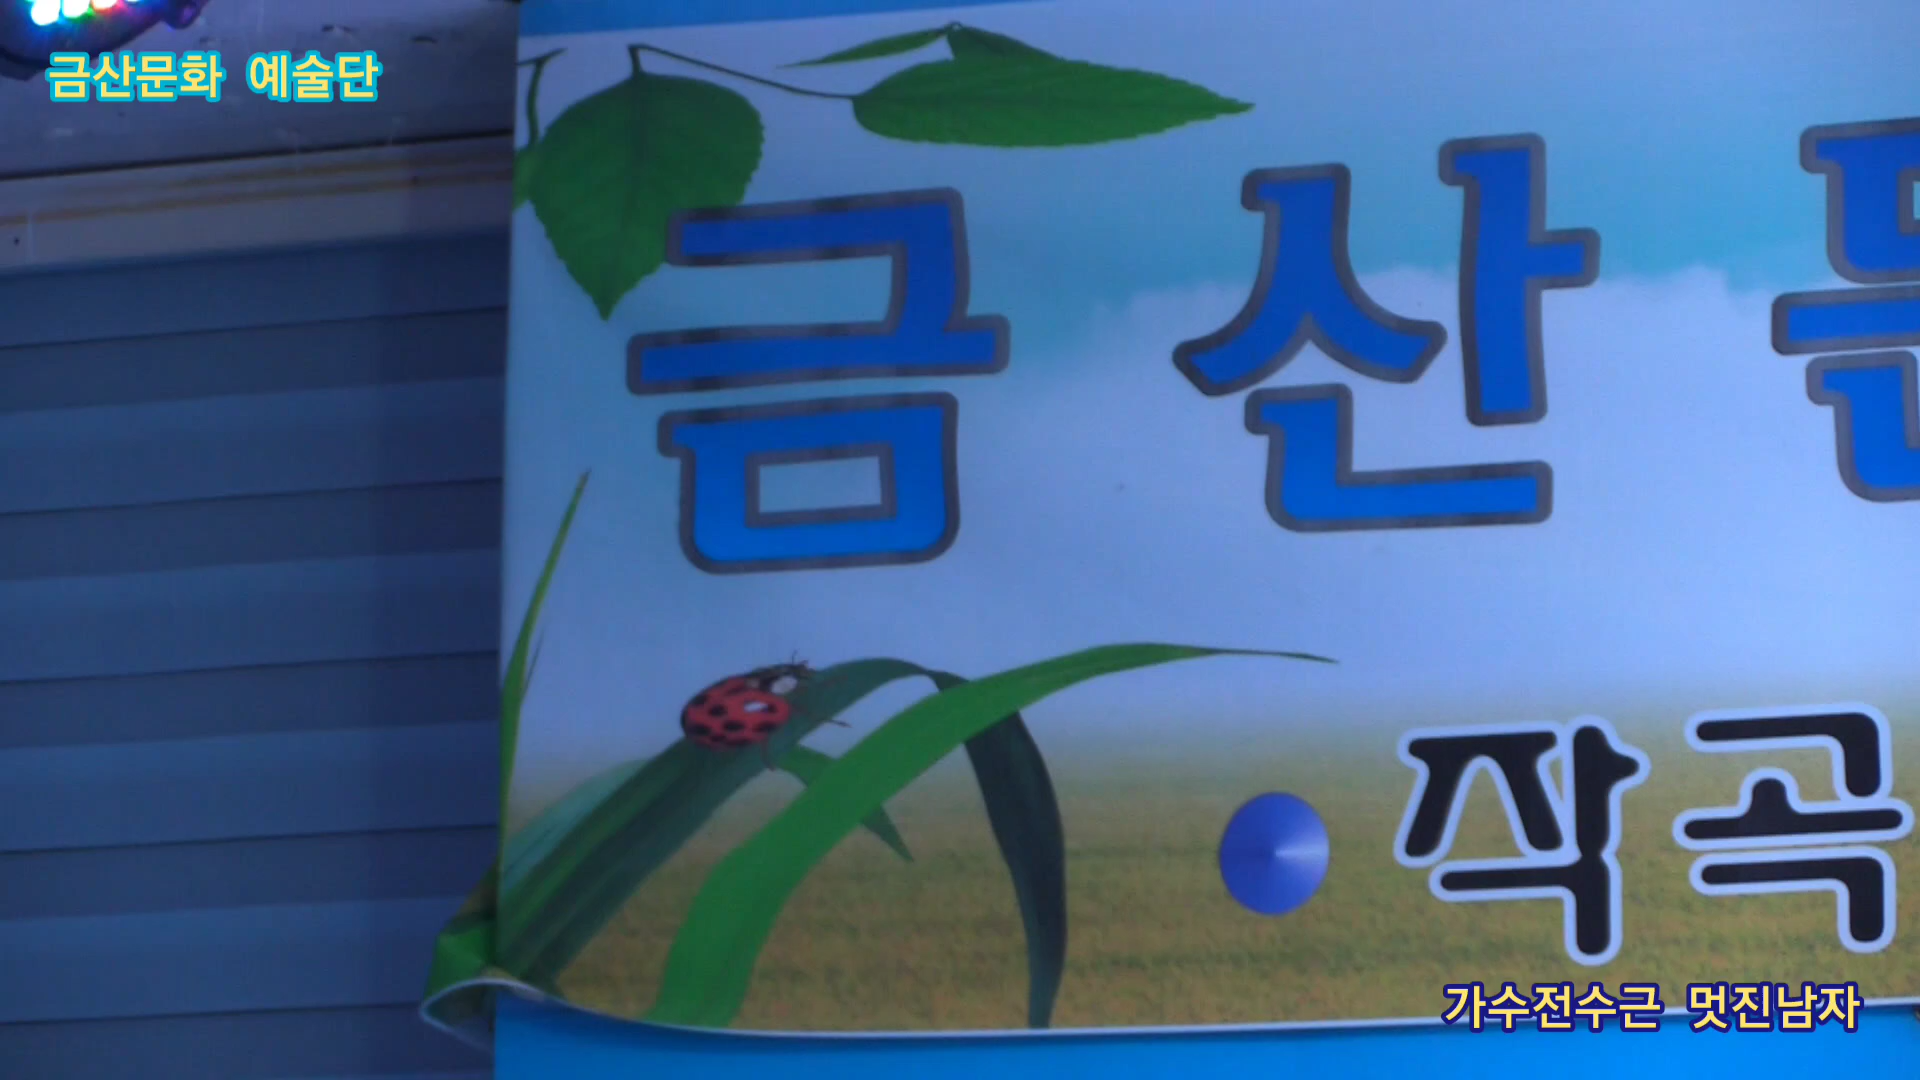 금산문화 예술단
금산
작곡
가수전수근 멋진남자